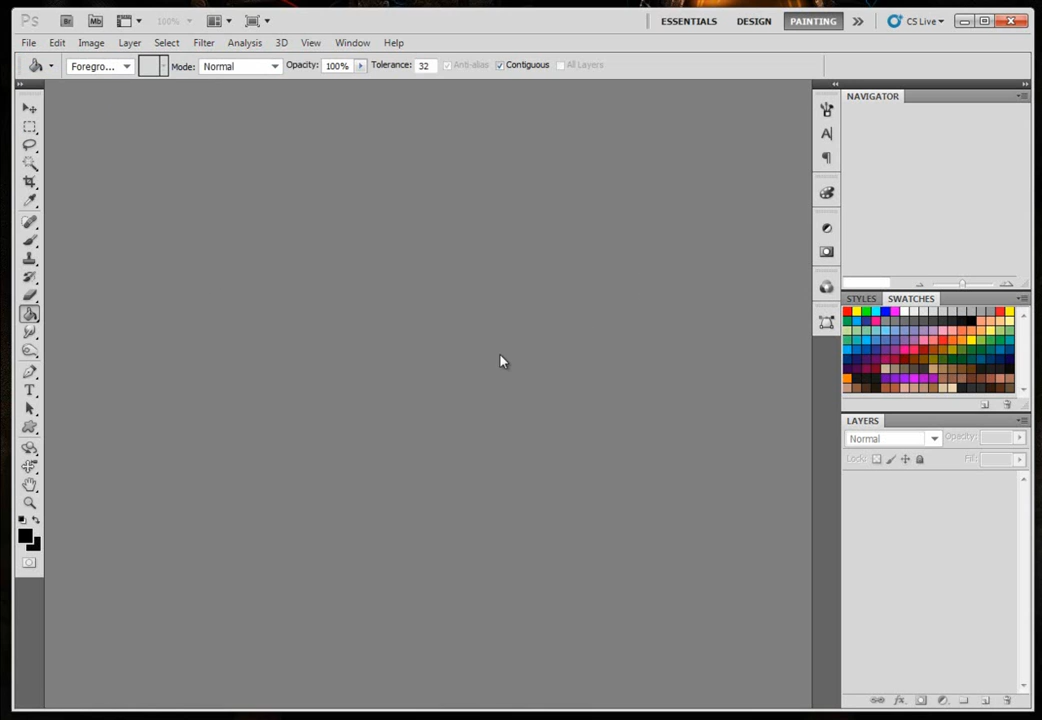 Ps Br Mb 100% ESSENTIALS DESIGN PAINTING CS Live
File Edit Image Layer Select Filter Analysis 3D View Window Help
Foregro... Mode: Normal Opacity: 100% Tolerance: 32 Anti-alias Contiguous All Layers
NAVIGATOR
STYLES SWATCHES
LAYERS
Normal Opacity:
Lock: Fill: